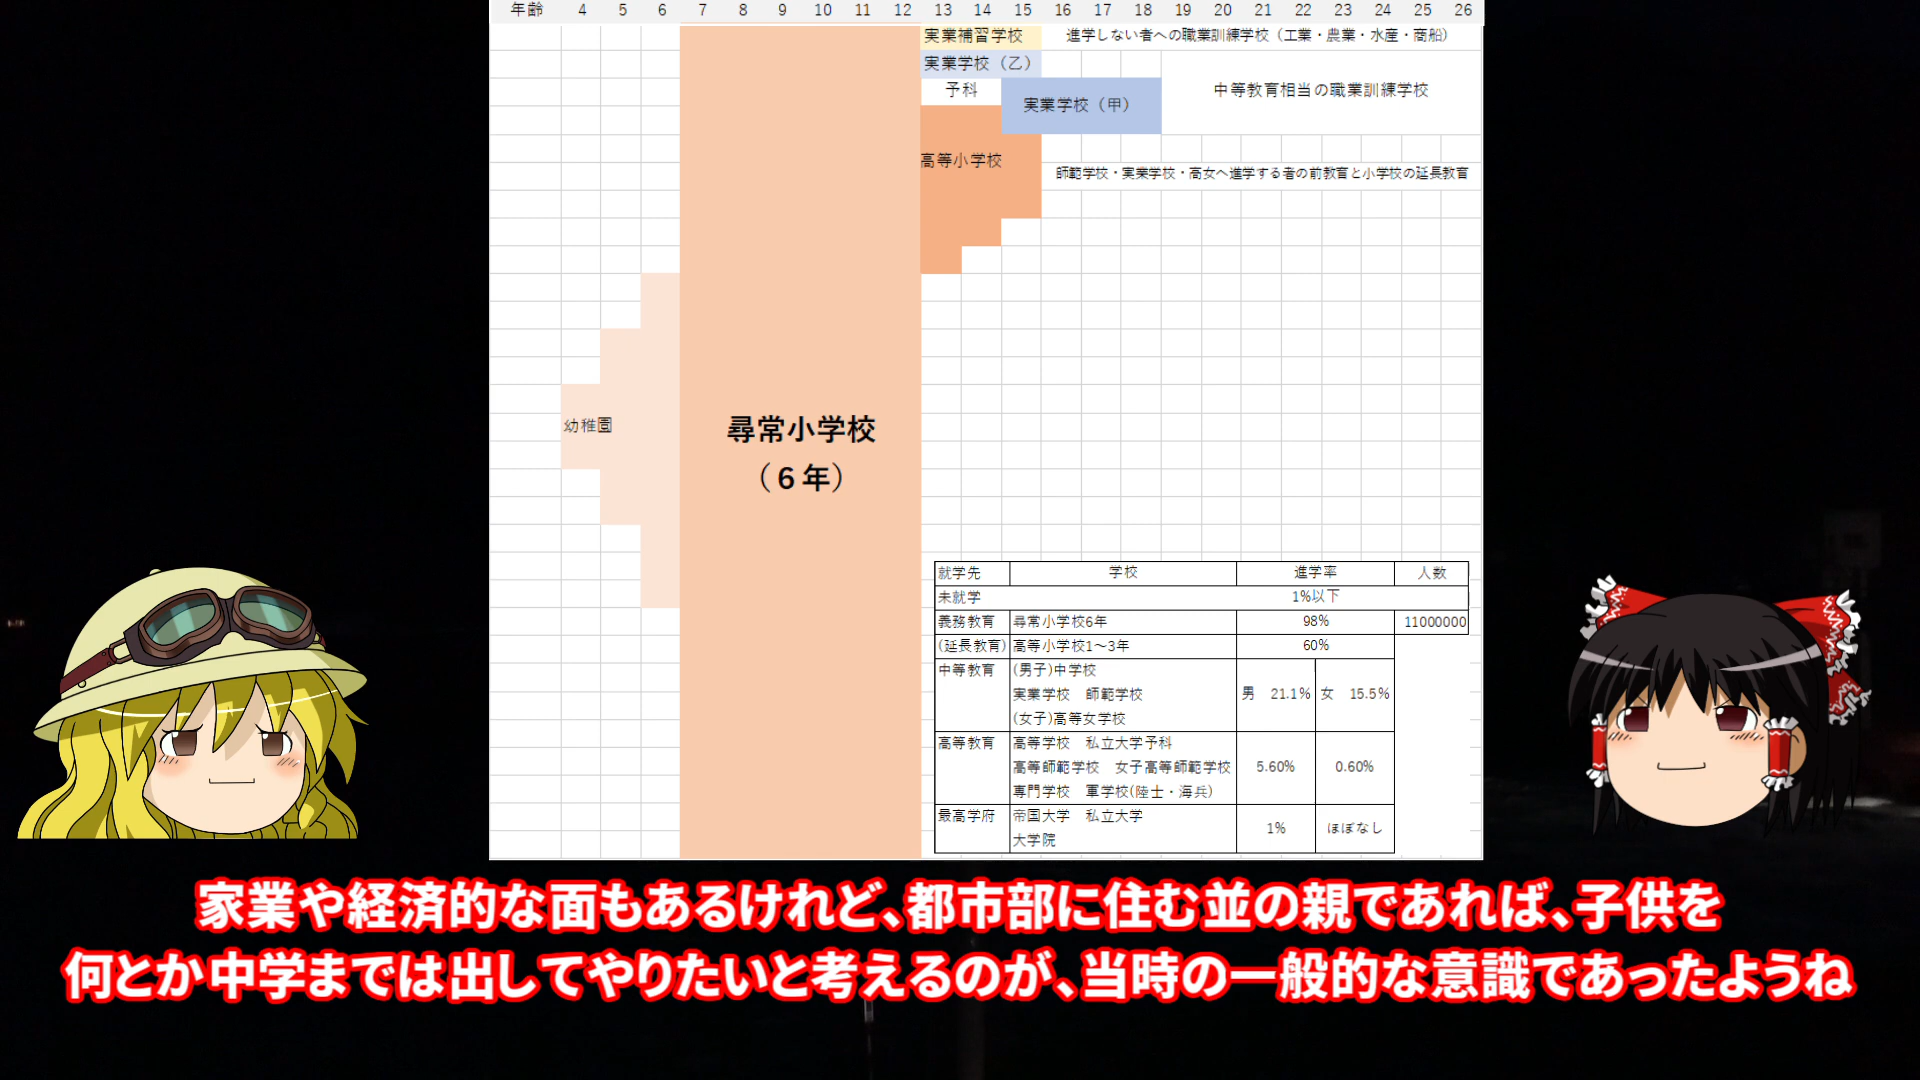 年齢 4 5 6 7 8 9 10 11 12 13 14 15 16 17 18 19 20 21 22 23 24 25 26
実業補習学校 進学しない者への職業訓練学校（工業・農業・水産・商船）
実業学校（乙）
予科
実業学校（甲）
中等教育相当の職業訓練学校
高等小学校
師範学校・実業学校・高女へ進学する者の前教育と小学校の延長教育
幼稚園
尋常小学校
（６年）
就学先 学校 進学率 人数
未就学 1%以下
義務教育 尋常小学校6年 98% 11000000
(延長教育) 高等小学校1～3年 60%
中等教育 (男子)中学校
実業学校 師範学校 男 21.1% 女 15.5%
(女子)高等女学校
高等教育 高等学校 私立大学予科
高等師範学校 女子高等師範学校 5.60% 0.60%
専門学校 軍学校(陸士・海兵)
最高学府 帝国大学 私立大学
大学院 1% ほぼなし
家業や経済的な面もあるけれど、都市部に住む並の親であれば、子供を
何とか中学までは出してやりたいと考えるのが、当時の一般的な意識であったようね